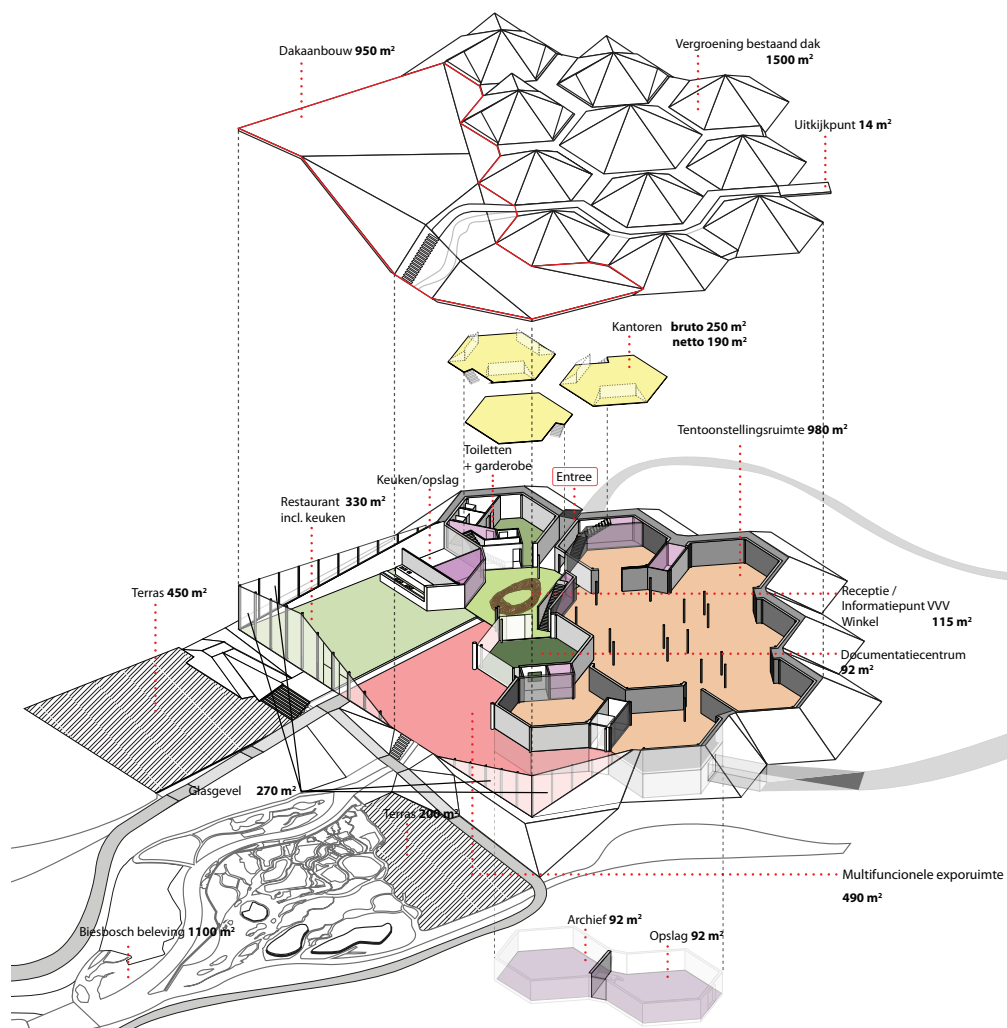 Dakaanbouw 950 m²
Vergroening bestaand dak
1500 m²
Uitkijkpunt 14 m²
Kantoren bruto 250 m²
netto 190 m²
Tentoonstellingsruimte 980 m²
Toiletten
+ garderobe
Keuken/opslag
Entree
Restaurant 330 m²
incl. keuken
Terras 450 m²
Receptie /
Informatiepunt VVV
Winkel 115 m²
Documentatiecentrum
92 m²
Glasgevel 270 m²
Terras 200 m²
Multifuncionele exporuimte
490 m²
Biesbosch beleving 1100 m²
Archief 92 m²
Opslag 92 m²